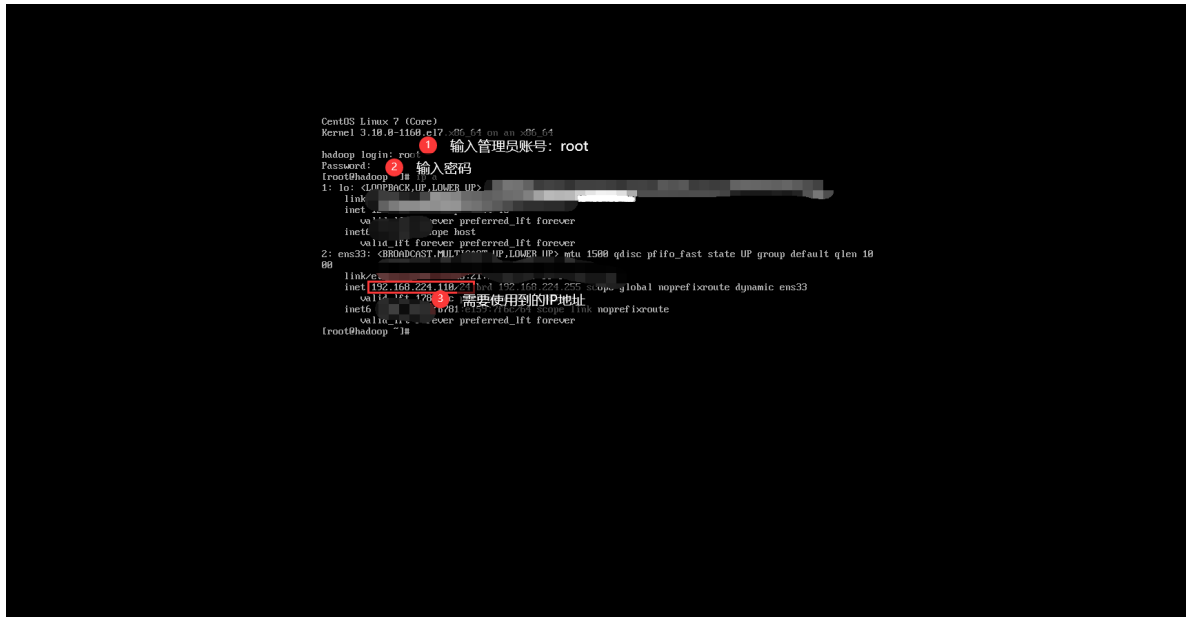 CentOS Linux 7 (Core)
Kernel 3.10.0-1160.el7.x86_64 on an x86_64
1 输入管理员账号：root
hadoop login: root
Password:
2 输入密码
[root@hadoop ~]# ip a
1: lo: <LOOPBACK,UP,LOWER_UP>
link
inet
forever preferred_lft forever
inet6 scope host
valid_lft forever preferred_lft forever
2: ens33: <BROADCAST,MULTICAST,UP,LOWER_UP> mtu 1500 qdisc pfifo_fast state UP group default qlen 10
00
inet 192.168.224.110/24 brd 192.168.224.255 scope global noprefixroute dynamic ens33
3 需要使用到的IP地址
inet6 scope link noprefixroute
valid_lft forever preferred_lft forever
[root@hadoop ~]#